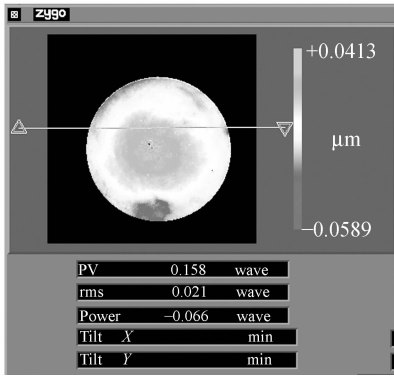 zygo
+0.0413
µm
−0.0589
PV 0.158 wave
rms 0.021 wave
Power −0.066 wave
Tilt X min
Tilt Y min